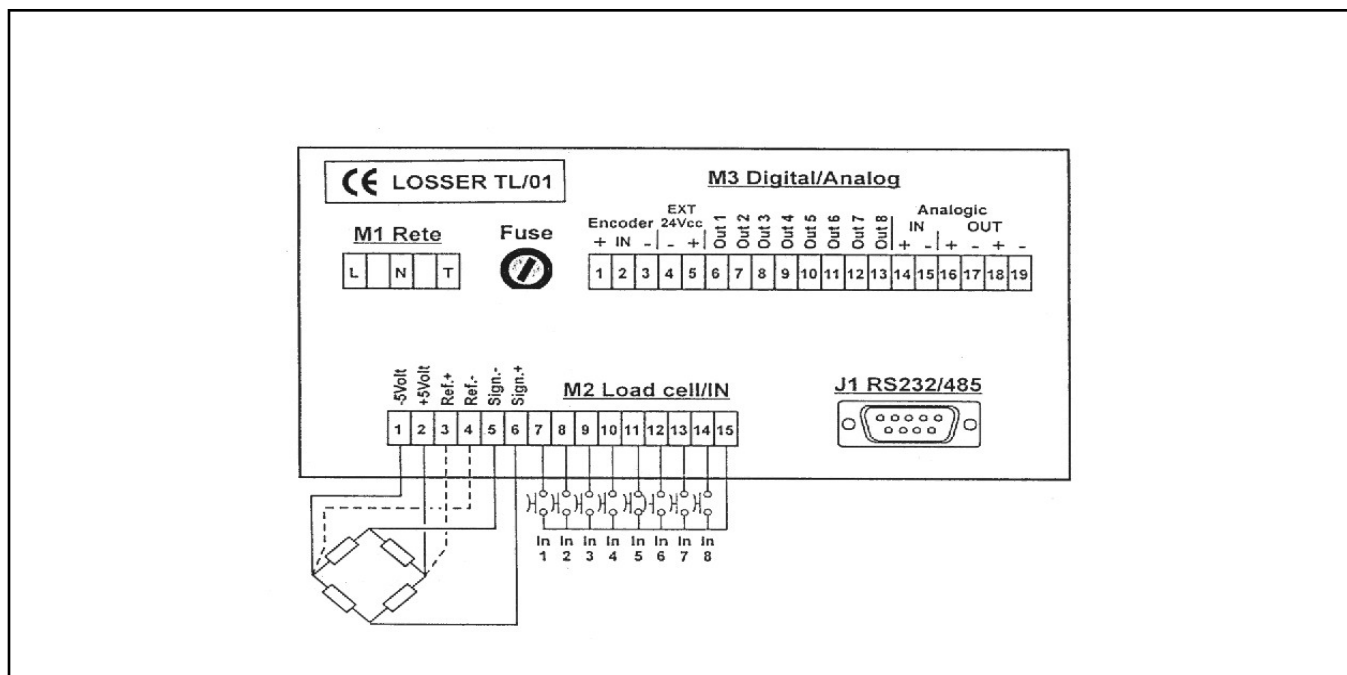 CE LOSSER TL/01
M3 Digital/Analog
M1 Rete
Fuse
L N T
Encoder
EXT
24Vcc
Out 1
Out 2
Out 3
Out 4
Out 5
Out 6
Out 7
Out 8
Analogic
IN OUT
+ IN - - + + - + - + -
1 2 3 4 5 6 7 8 9 10 11 12 13 14 15 16 17 18 19
-5Volt
+5Volt
Ref.+
Ref.-
Sign.-
Sign.+
M2 Load cell/IN
J1 RS232/485
1 2 3 4 5 6 7 8 9 10 11 12 13 14 15
In In In In In In In In
1 2 3 4 5 6 7 8